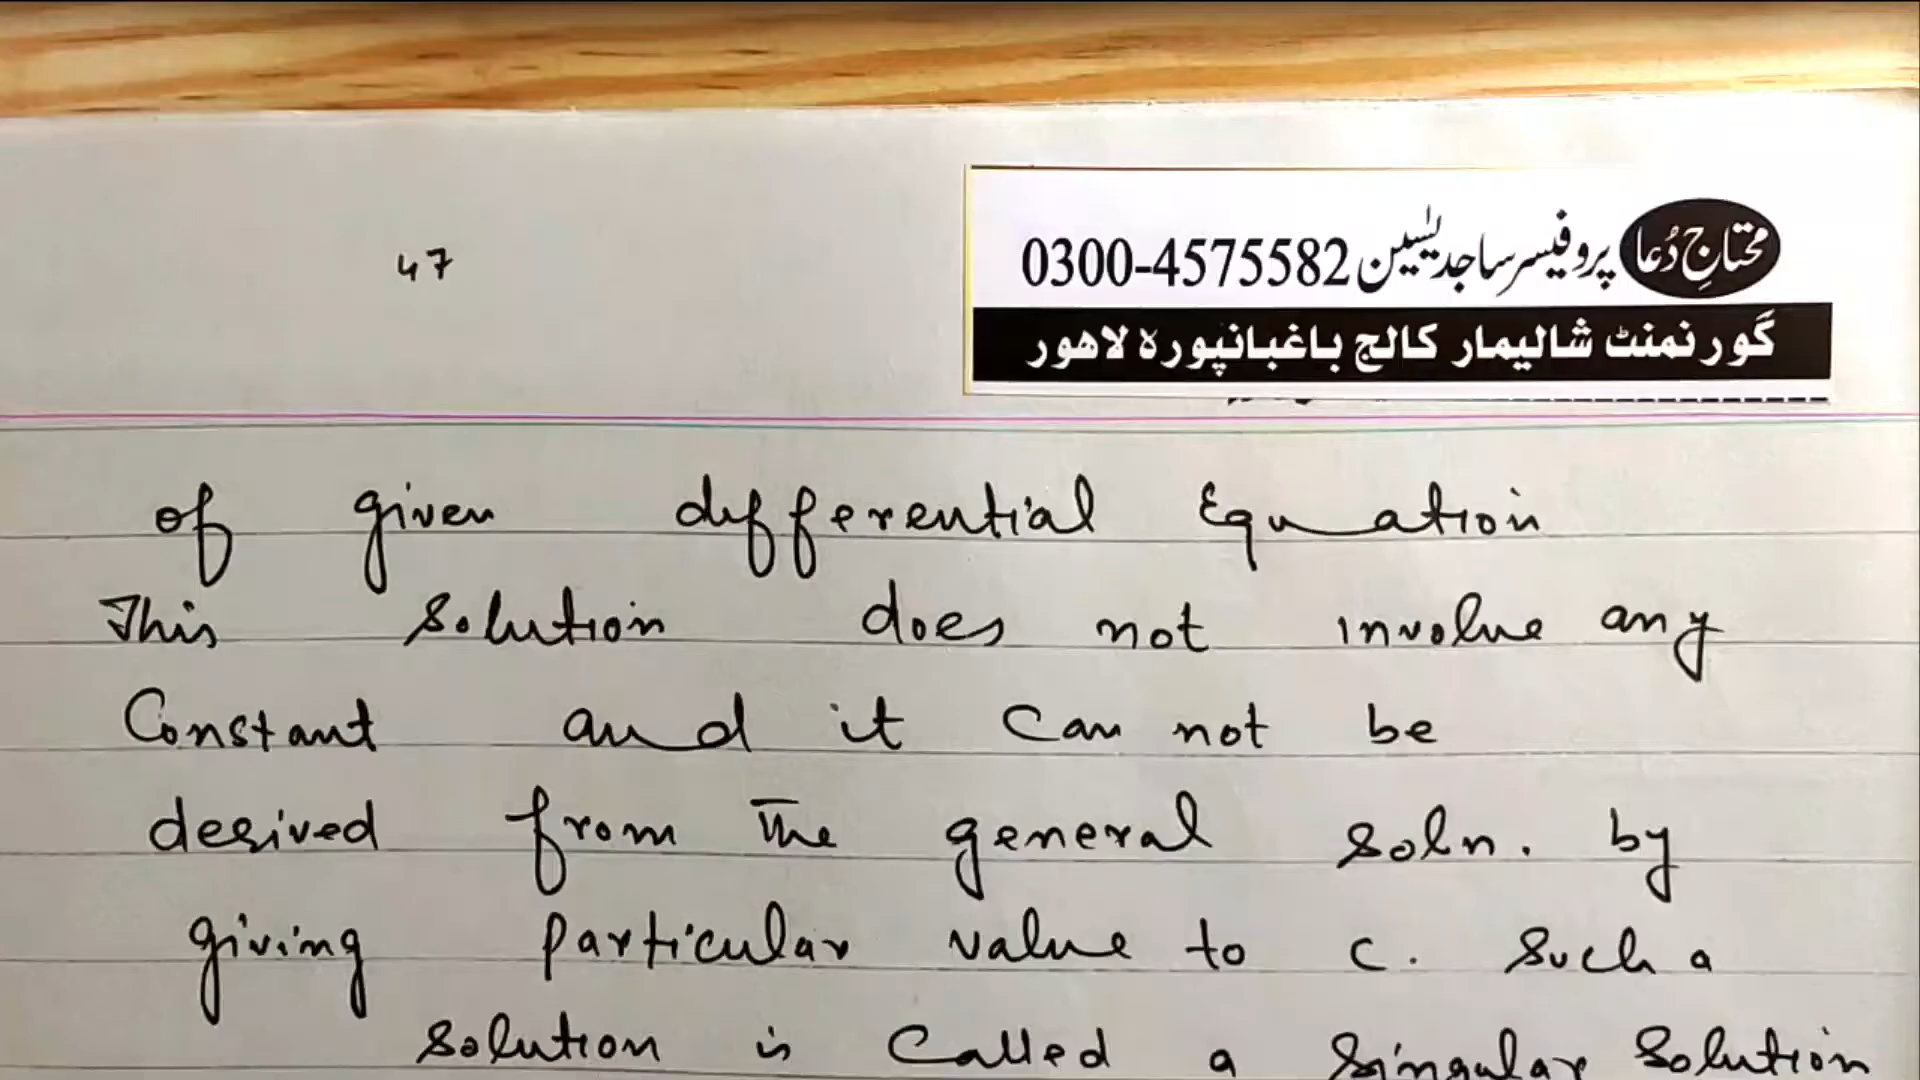 47
محتاجِ دُعا پروفیسر ساجد یٰسین 0300-4575582
گورنمنٹ شالیمار کالج باغبانپورہ لاهور
of given differential Equation
This solution does not involve any
Constant and it can not be
derived from The general soln. by
giving particular value to c. Such a
solution is called a singular solution